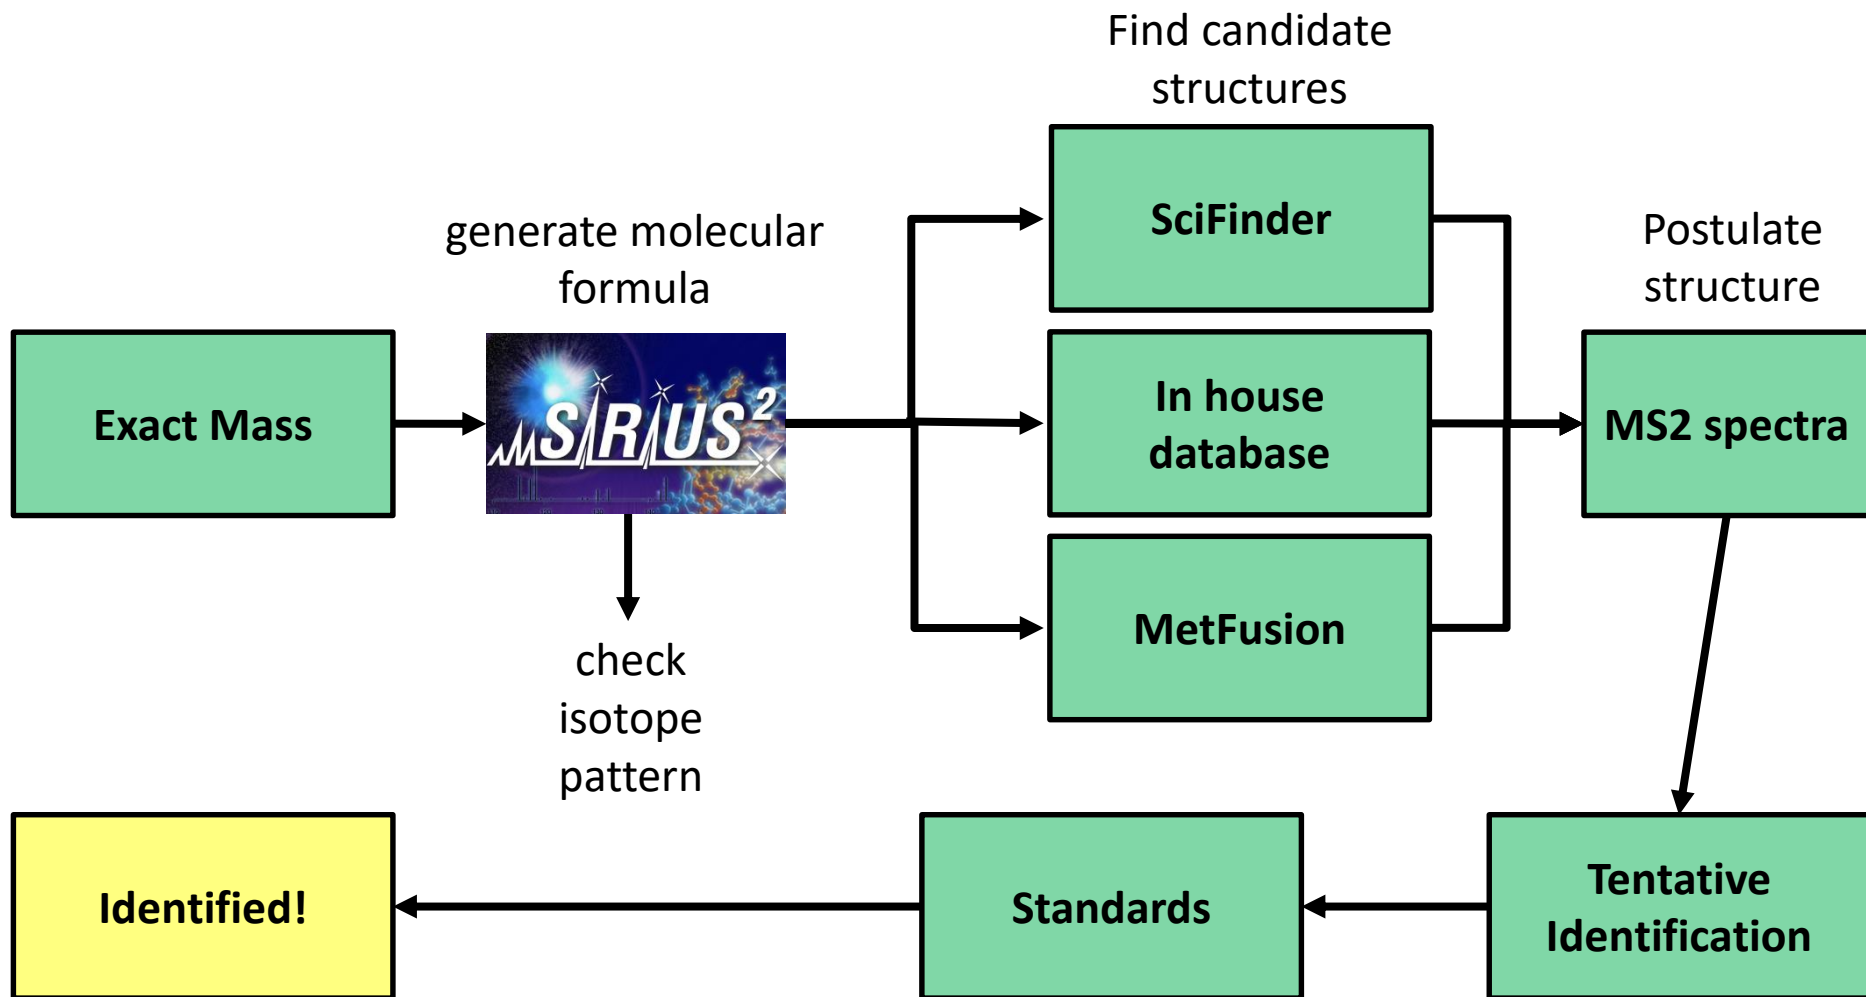 Find candidate
structures
SciFinder
generate molecular
formula
Postulate
structure
Exact Mass
SIRIUS²
In house
database
MS2 spectra
MetFusion
check
isotope
pattern
Identified!
Standards
Tentative
Identification